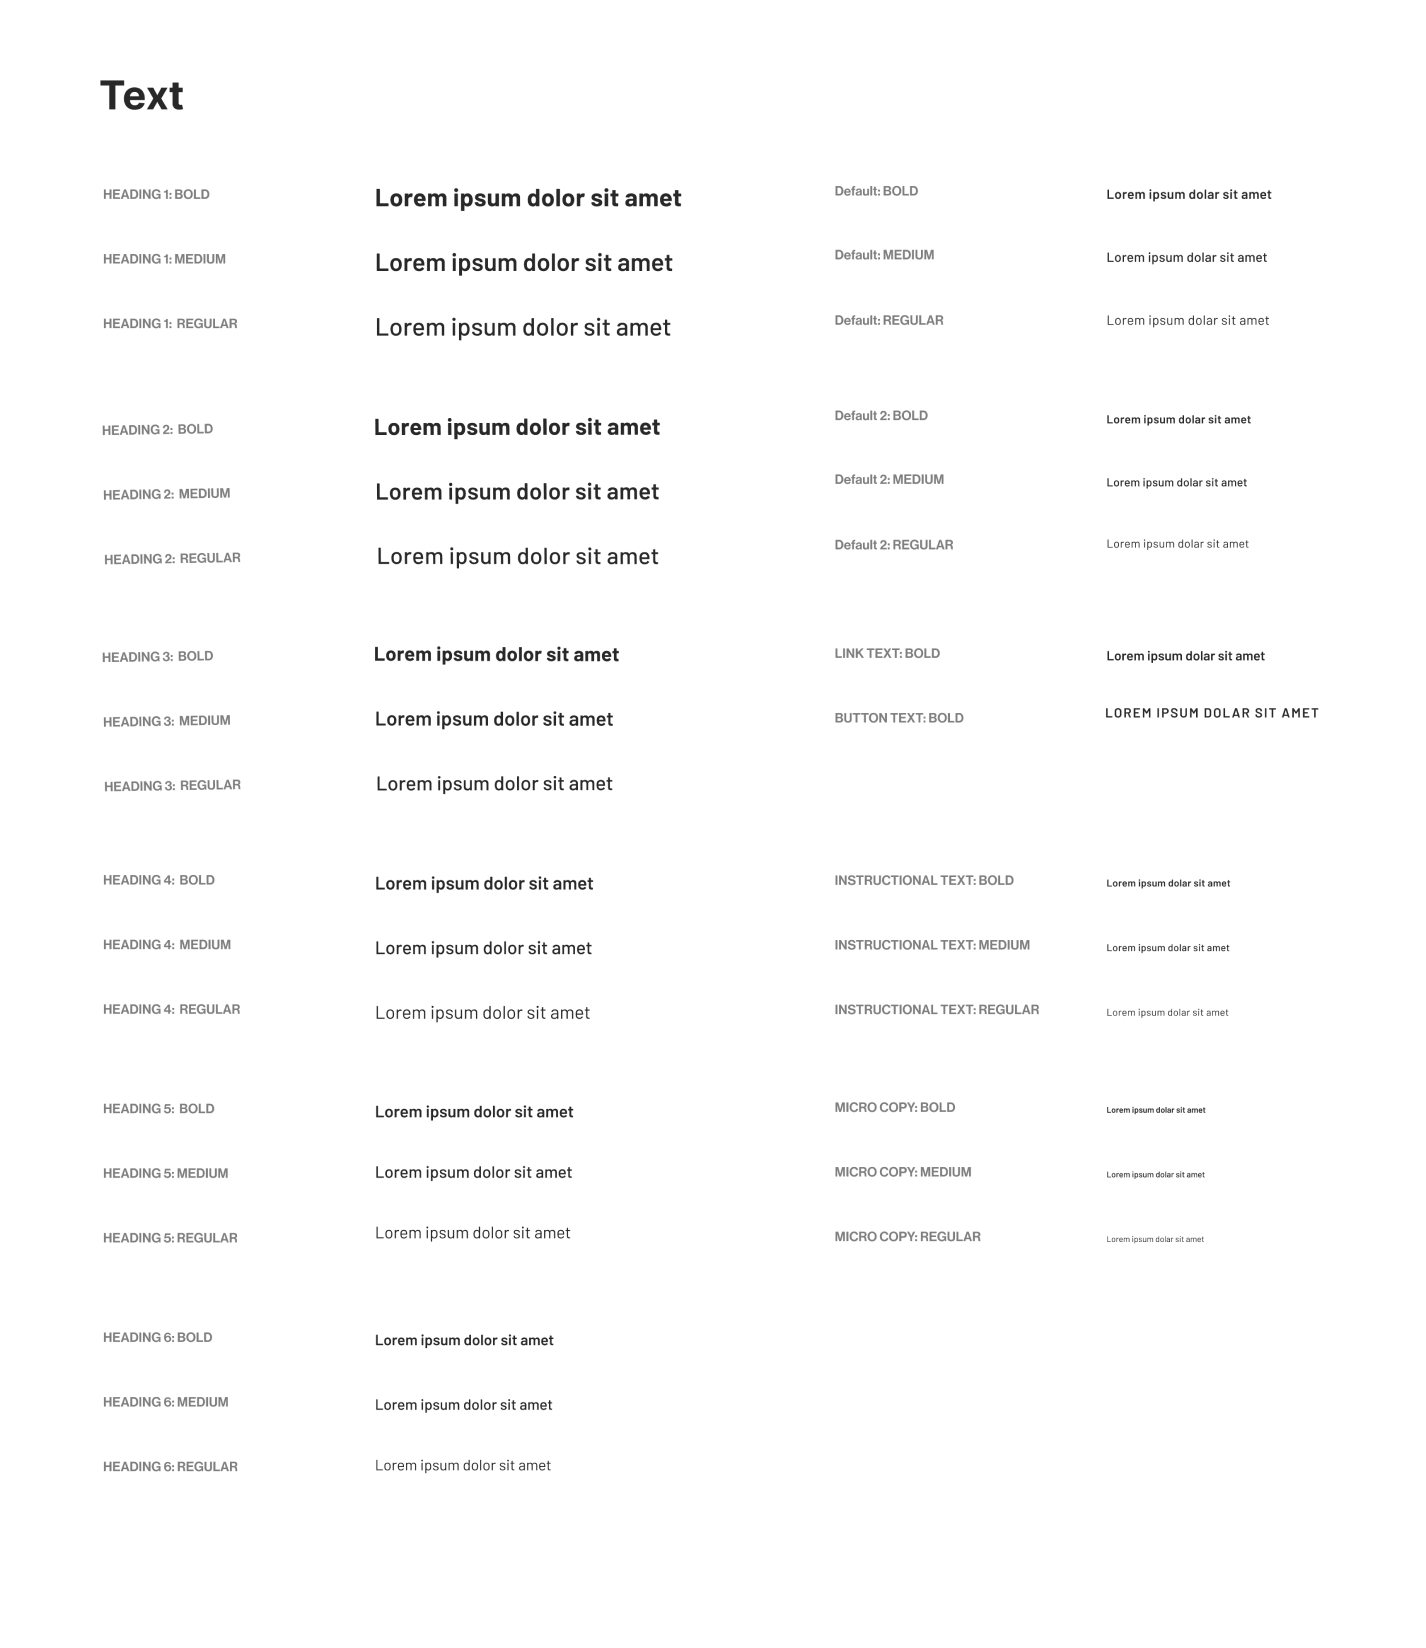 Text
HEADING 1: BOLD
Lorem ipsum dolor sit amet
HEADING 1: MEDIUM
Lorem ipsum dolor sit amet
HEADING 1: REGULAR
Lorem ipsum dolor sit amet
HEADING 2: BOLD
Lorem ipsum dolor sit amet
HEADING 2: MEDIUM
Lorem ipsum dolor sit amet
HEADING 2: REGULAR
Lorem ipsum dolor sit amet
HEADING 3: BOLD
Lorem ipsum dolor sit amet
HEADING 3: MEDIUM
Lorem ipsum dolor sit amet
HEADING 3: REGULAR
Lorem ipsum dolor sit amet
HEADING 4: BOLD
Lorem ipsum dolor sit amet
HEADING 4: MEDIUM
Lorem ipsum dolor sit amet
HEADING 4: REGULAR
Lorem ipsum dolor sit amet
HEADING 5: BOLD
Lorem ipsum dolor sit amet
HEADING 5: MEDIUM
Lorem ipsum dolor sit amet
HEADING 5: REGULAR
Lorem ipsum dolor sit amet
HEADING 6: BOLD
Lorem ipsum dolor sit amet
HEADING 6: MEDIUM
Lorem ipsum dolor sit amet
HEADING 6: REGULAR
Lorem ipsum dolor sit amet
Default: BOLD
Lorem ipsum dolar sit amet
Default: MEDIUM
Lorem ipsum dolar sit amet
Default: REGULAR
Lorem ipsum dolar sit amet
Default 2: BOLD
Lorem ipsum dolar sit amet
Default 2: MEDIUM
Lorem ipsum dolar sit amet
Default 2: REGULAR
Lorem ipsum dolar sit amet
LINK TEXT: BOLD
Lorem ipsum dolar sit amet
BUTTON TEXT: BOLD
LOREM IPSUM DOLAR SIT AMET
INSTRUCTIONAL TEXT: BOLD
Lorem ipsum dolar sit amet
INSTRUCTIONAL TEXT: MEDIUM
Lorem ipsum dolar sit amet
INSTRUCTIONAL TEXT: REGULAR
Lorem ipsum dolar sit amet
MICRO COPY: BOLD
Lorem ipsum dolar sit amet
MICRO COPY: MEDIUM
Lorem ipsum dolar sit amet
MICRO COPY: REGULAR
Lorem ipsum dolar sit amet